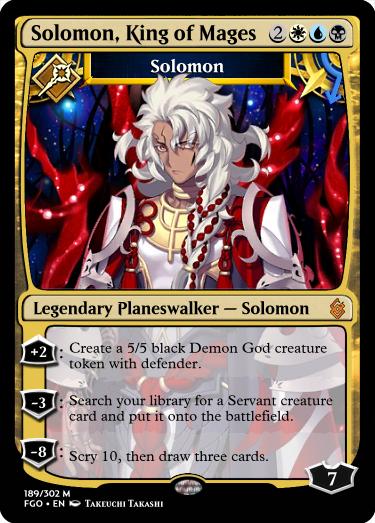 Solomon, King of Mages 2
Solomon
Legendary Planeswalker — Solomon
+2: Create a 5/5 black Demon God creature
token with defender.
-3: Search your library for a Servant creature
card and put it onto the battlefield.
-8: Scry 10, then draw three cards.
7
189/302 M
FGO • EN Takeuchi Takashi